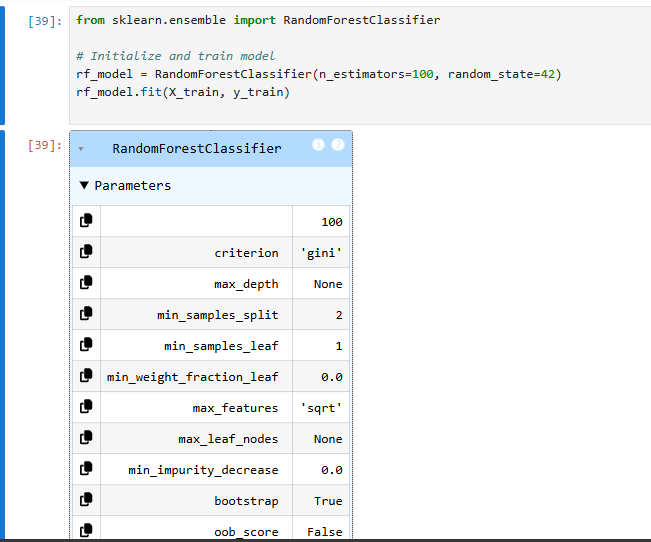 [39]: from sklearn.ensemble import RandomForestClassifier
# Initialize and train model
rf_model = RandomForestClassifier(n_estimators=100, random_state=42)
rf_model.fit(X_train, y_train)
[39]: RandomForestClassifier i ?
Parameters
100
criterion 'gini'
max_depth None
min_samples_split 2
min_samples_leaf 1
min_weight_fraction_leaf 0.0
max_features 'sqrt'
max_leaf_nodes None
min_impurity_decrease 0.0
bootstrap True
oob_score False